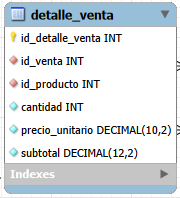 detalle_venta
id_detalle_venta INT
id_venta INT
id_producto INT
cantidad INT
precio_unitario DECIMAL(10,2)
subtotal DECIMAL(12,2)
Indexes